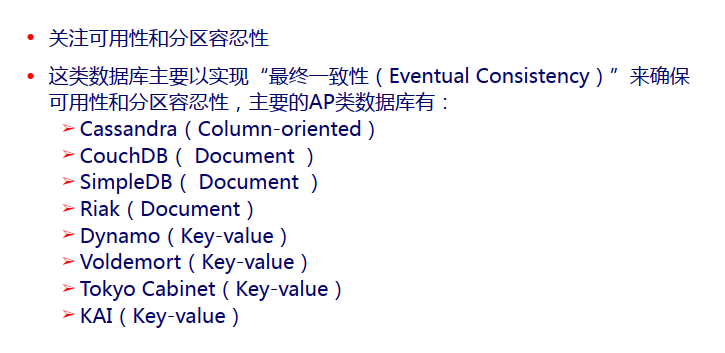 • 关注可用性和分区容忍性
• 这类数据库主要以实现“最终一致性（Eventual Consistency）”来确保
可用性和分区容忍性，主要的AP类数据库有：
➢ Cassandra（Column-oriented）
➢ CouchDB（ Document ）
➢ SimpleDB（ Document ）
➢ Riak（Document）
➢ Dynamo（Key-value）
➢ Voldemort（Key-value）
➢ Tokyo Cabinet（Key-value）
➢ KAI（Key-value）